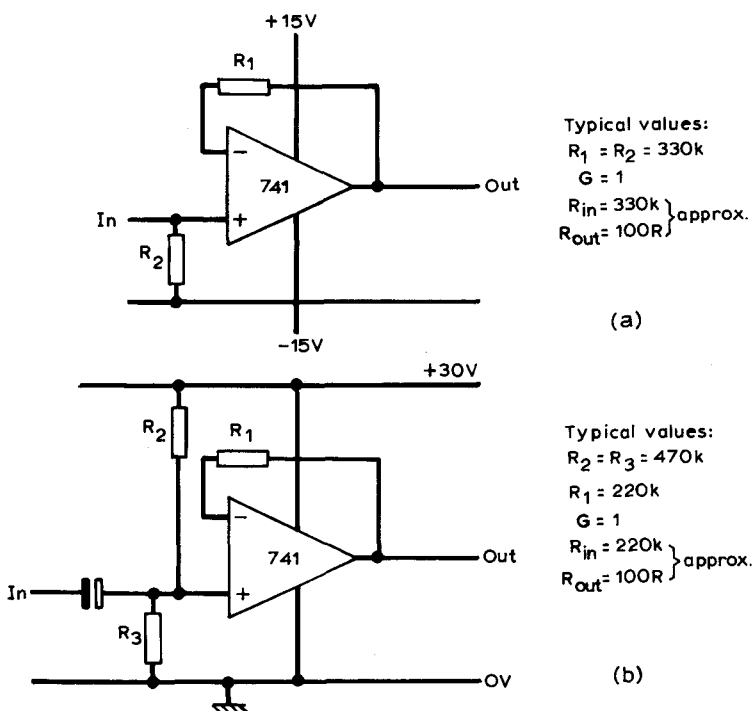 +15V
R1
741
In
Out
R2
-15V
Typical values:
R1 = R2 = 330k
G = 1
Rin = 330k
Rout = 100R } approx.
(a)
+30V
R2
R1
741
In
Out
R3
0V
Typical values:
R2 = R3 = 470k
R1 = 220k
G = 1
Rin = 220k
Rout = 100R } approx.
(b)